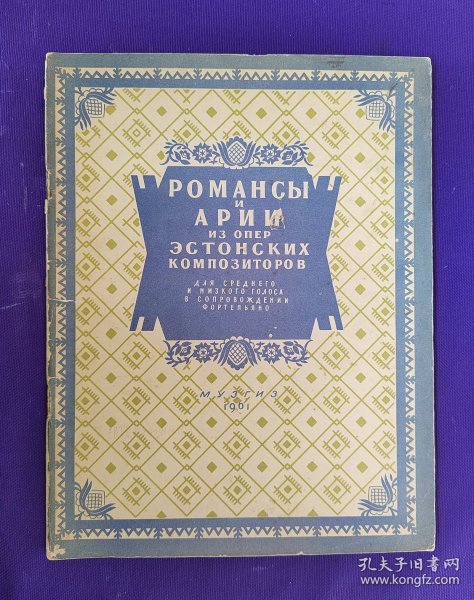 РОМАНСЫ
И
АРИИ
ИЗ ОПЕР
ЭСТОНСКИХ
КОМПОЗИТОРОВ
ДЛЯ СРЕДНЕГО
И НИЗКОГО ГОЛОСА
В СОПРОВОЖДЕНИИ
ФОРТЕПЬЯНО
МУЗГИЗ
1961
孔夫子旧书网
www.kongfz.com